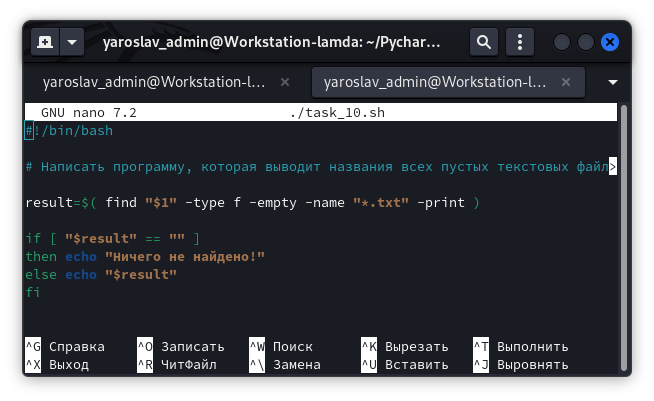 yaroslav_admin@Workstation-lamda: ~/Pychar...
yaroslav_admin@Workstation-l... × yaroslav_admin@Workstation-l... ×
GNU nano 7.2 ./task_10.sh
#!/bin/bash
# Написать программу, которая выводит названия всех пустых текстовых файл>
result=$( find "$1" -type f -empty -name "*.txt" -print )
if [ "$result" == "" ]
then echo "Ничего не найдено!"
else echo "$result"
fi
^G Справка ^O Записать ^W Поиск ^K Вырезать ^T Выполнить
^X Выход ^R ЧитФайл ^\ Замена ^U Вставить ^J Выровнять